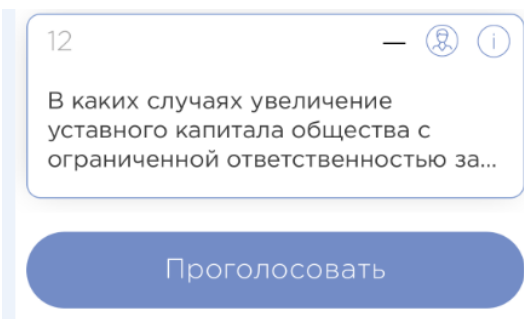 12
—
i
В каких случаях увеличение
уставного капитала общества с
ограниченной ответственностью за...
Проголосовать